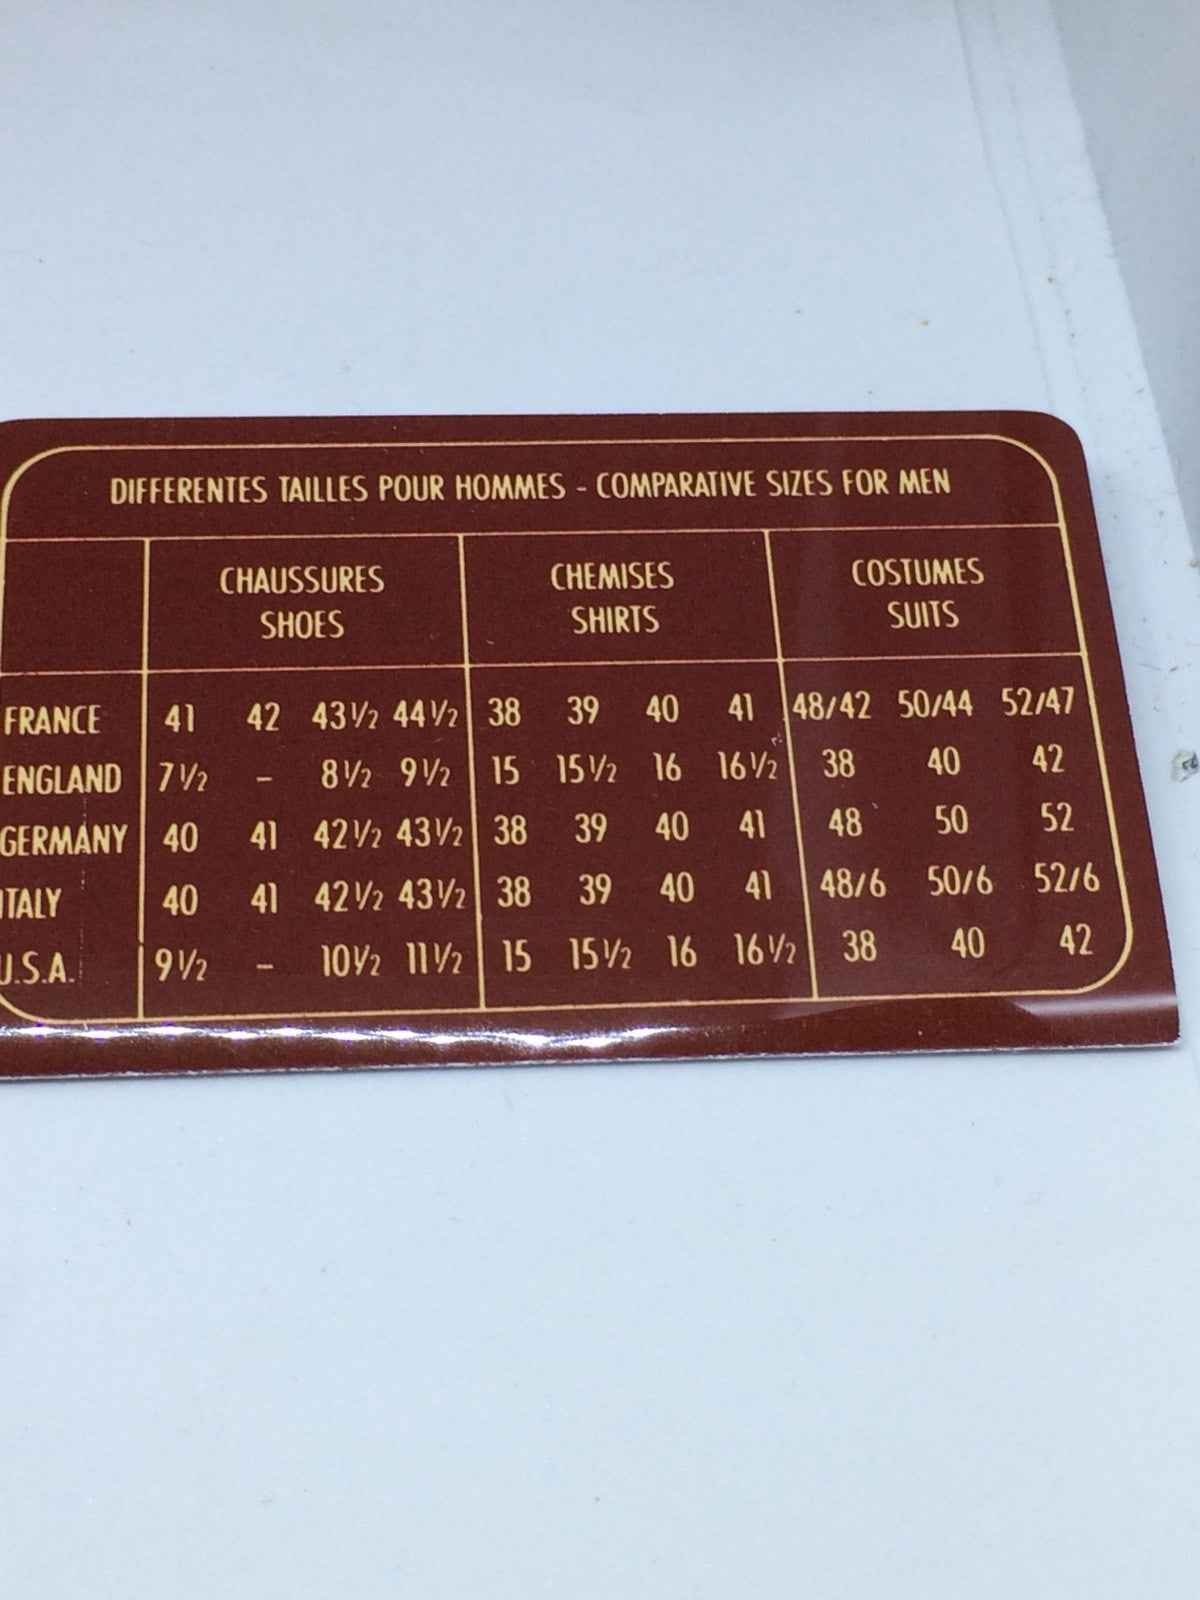 DIFFERENTES TAILLES POUR HOMMES - COMPARATIVE SIZES FOR MEN
CHAUSSURES CHEMISES COSTUMES
SHOES SHIRTS SUITS
FRANCE 41 42 43½ 44½ 38 39 40 41 48/42 50/44 52/47
ENGLAND 7½ - 8½ 9½ 15 15½ 16 16½ 38 40 42
GERMANY 40 41 42½ 43½ 38 39 40 41 48 50 52
ITALY 40 41 42½ 43½ 38 39 40 41 48/6 50/6 52/6
U.S.A. 9½ - 10½ 11½ 15 15½ 16 16½ 38 40 42